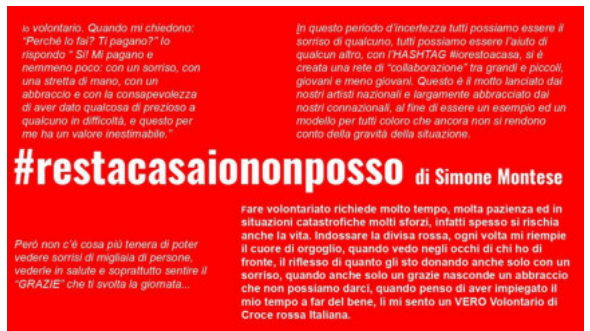 Io volontario. Quando mi chiedono:
“Perchè lo fai? Ti pagano?” Io
rispondo “ Si! Mi pagano e
nemmeno poco: con un sorriso, con
una stretta di mano, con un
abbraccio e con la consapevolezza
di aver dato qualcosa di prezioso a
qualcuno in difficoltà, e questo per
me ha un valore inestimabile.”
In questo periodo d’incertezza tutti possiamo essere il
sorriso di qualcuno, tutti possiamo essere l’aiuto di
qualcun altro, con l’HASHTAG #iorestoacasa, si è
creata una rete di “collaborazione” tra grandi e piccoli,
giovani e meno giovani. Questo è il motto lanciato dai
nostri artisti nazionali e largamente abbracciato dai
nostri connazionali, al fine di essere un esempio ed un
modello per tutti coloro che ancora non si rendono
conto della gravità della situazione.
#restacasaiononposso di Simone Montese
Però non c’è cosa più tenera di poter
vedere sorrisi di migliaia di persone,
vederle in salute e soprattutto sentire il
“GRAZIE” che ti svolta la giornata...
Fare volontariato richiede molto tempo, molta pazienza ed in
situazioni catastrofiche molti sforzi, infatti spesso si rischia
anche la vita. Indossare la divisa rossa, ogni volta mi riempie
il cuore di orgoglio, quando vedo negli occhi di chi ho di
fronte, il riflesso di quanto gli sto donando anche solo con un
sorriso, quando anche solo un grazie nasconde un abbraccio
che non possiamo darci, quando penso di aver impiegato il
mio tempo a far del bene, lì mi sento un VERO Volontario di
Croce rossa Italiana.